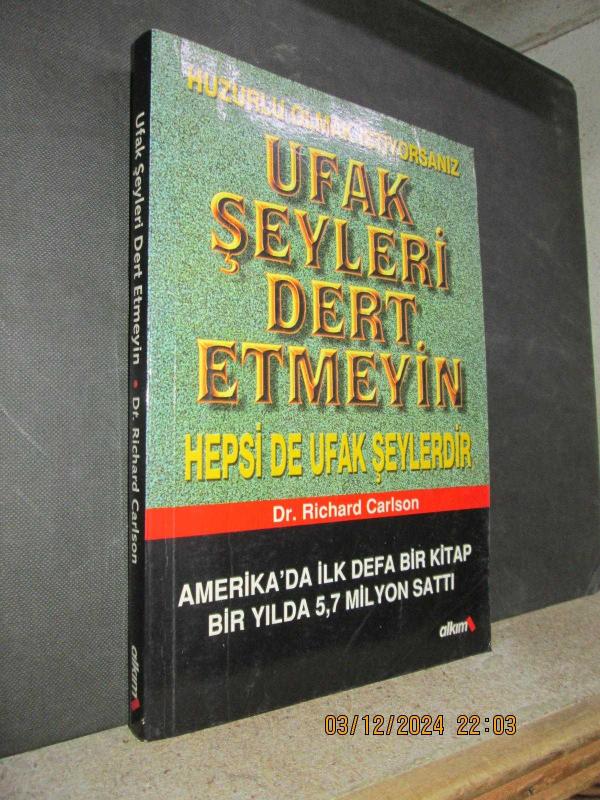 HUZURLU OLMAK İSTİYORSANIZ
UFAK
ŞEYLERİ
DERT
ETMEYİN
HEPSİ DE UFAK ŞEYLERDİR
Dr. Richard Carlson
AMERİKA'DA İLK DEFA BİR KİTAP
BİR YILDA 5,7 MİLYON SATTI
alkım
Ufak Şeyleri Dert Etmeyin • Dr. Richard Carlson
alkım
03/12/2024 22:03